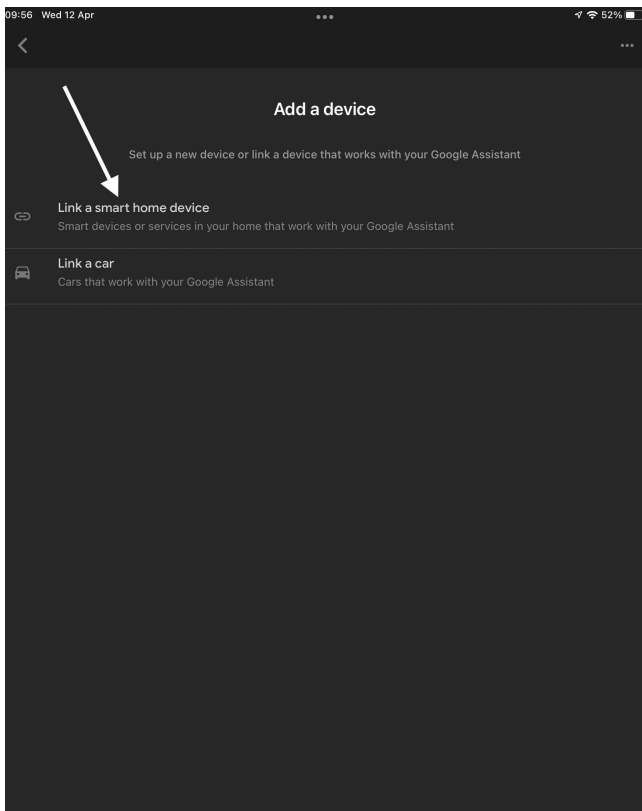 09:56 Wed 12 Apr 52%
Add a device
Set up a new device or link a device that works with your Google Assistant
Link a smart home device
Smart devices or services in your home that work with your Google Assistant
Link a car
Cars that work with your Google Assistant